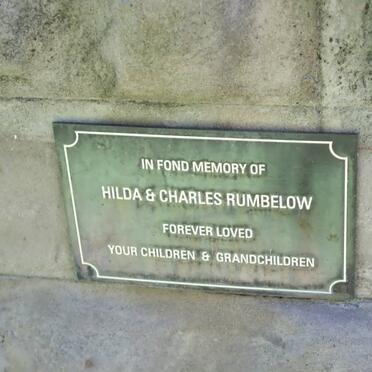 IN FOND MEMORY OF
HILDA & CHARLES RUMBELOW
FOREVER LOVED
YOUR CHILDREN & GRANDCHILDREN